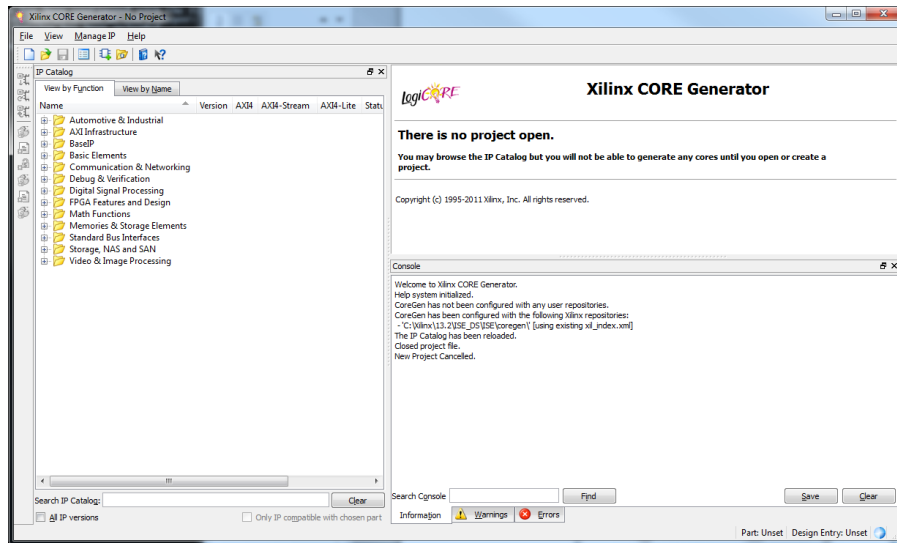 Xilinx CORE Generator - No Project
File View Manage IP Help
IP Catalog
View by Function View by Name
Name Version AXI4 AXI4-Stream AXI4-Lite Statu
Automotive & Industrial
AXI Infrastructure
BaseIP
Basic Elements
Communication & Networking
Debug & Verification
Digital Signal Processing
FPGA Features and Design
Math Functions
Memories & Storage Elements
Standard Bus Interfaces
Storage, NAS and SAN
Video & Image Processing
Search IP Catalog: Clear
All IP versions Only IP compatible with chosen part
logiCORE
Xilinx CORE Generator
There is no project open.
You may browse the IP Catalog but you will not be able to generate any cores until you open or create a
project.
Copyright (c) 1995-2011 Xilinx, Inc. All rights reserved.
Console
Welcome to Xilinx CORE Generator.
Help system initialized.
CoreGen has not been configured with any user repositories.
CoreGen has been configured with the following Xilinx repositories:
- 'C:\Xilinx\13.2\ISE_DS\ISE\coregen\' [using existing xil_index.xml]
The IP Catalog has been reloaded.
Closed project file.
New Project Cancelled.
Search Console Find Save Clear
Information Warnings Errors
Part: Unset Design Entry: Unset